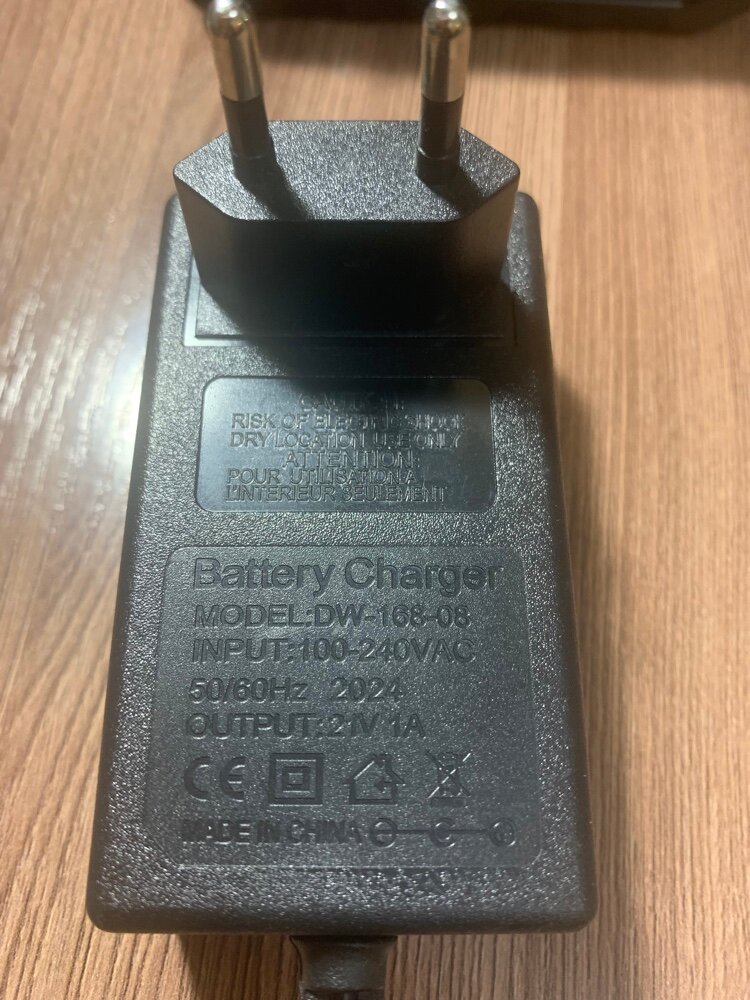 CAUTION:
RISK OF ELECTRIC SHOCK
DRY LOCATION USE ONLY
ATTENTION:
POUR UTILISATION A
L'INTERIEUR SEULEMENT
Battery Charger
MODEL:DW-168-08
INPUT:100-240VAC
50/60Hz 2024
OUTPUT:21V 1A
CE
MADE IN CHINA